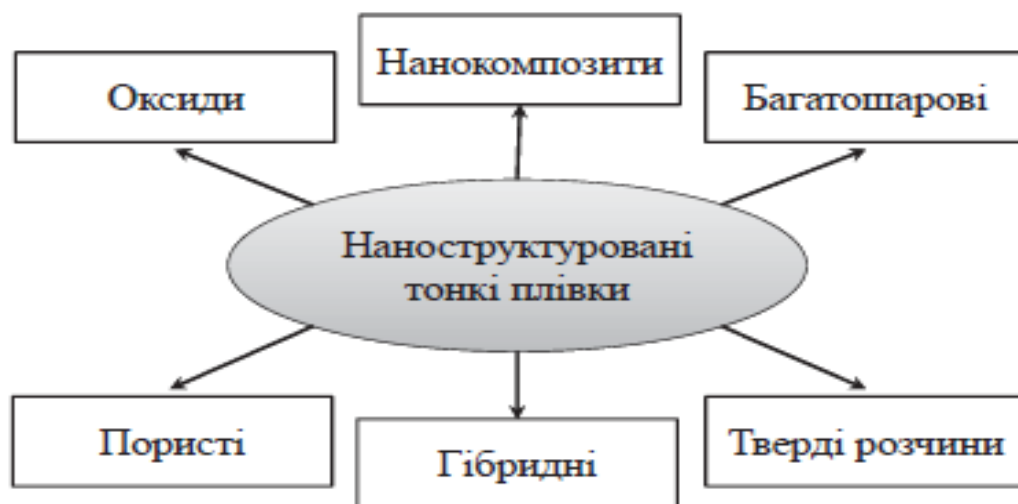 Нанокомпозити
Оксиди
Багатошарові
Наноструктуровані
тонкі плівки
Пористі
Гібридні
Тверді розчини